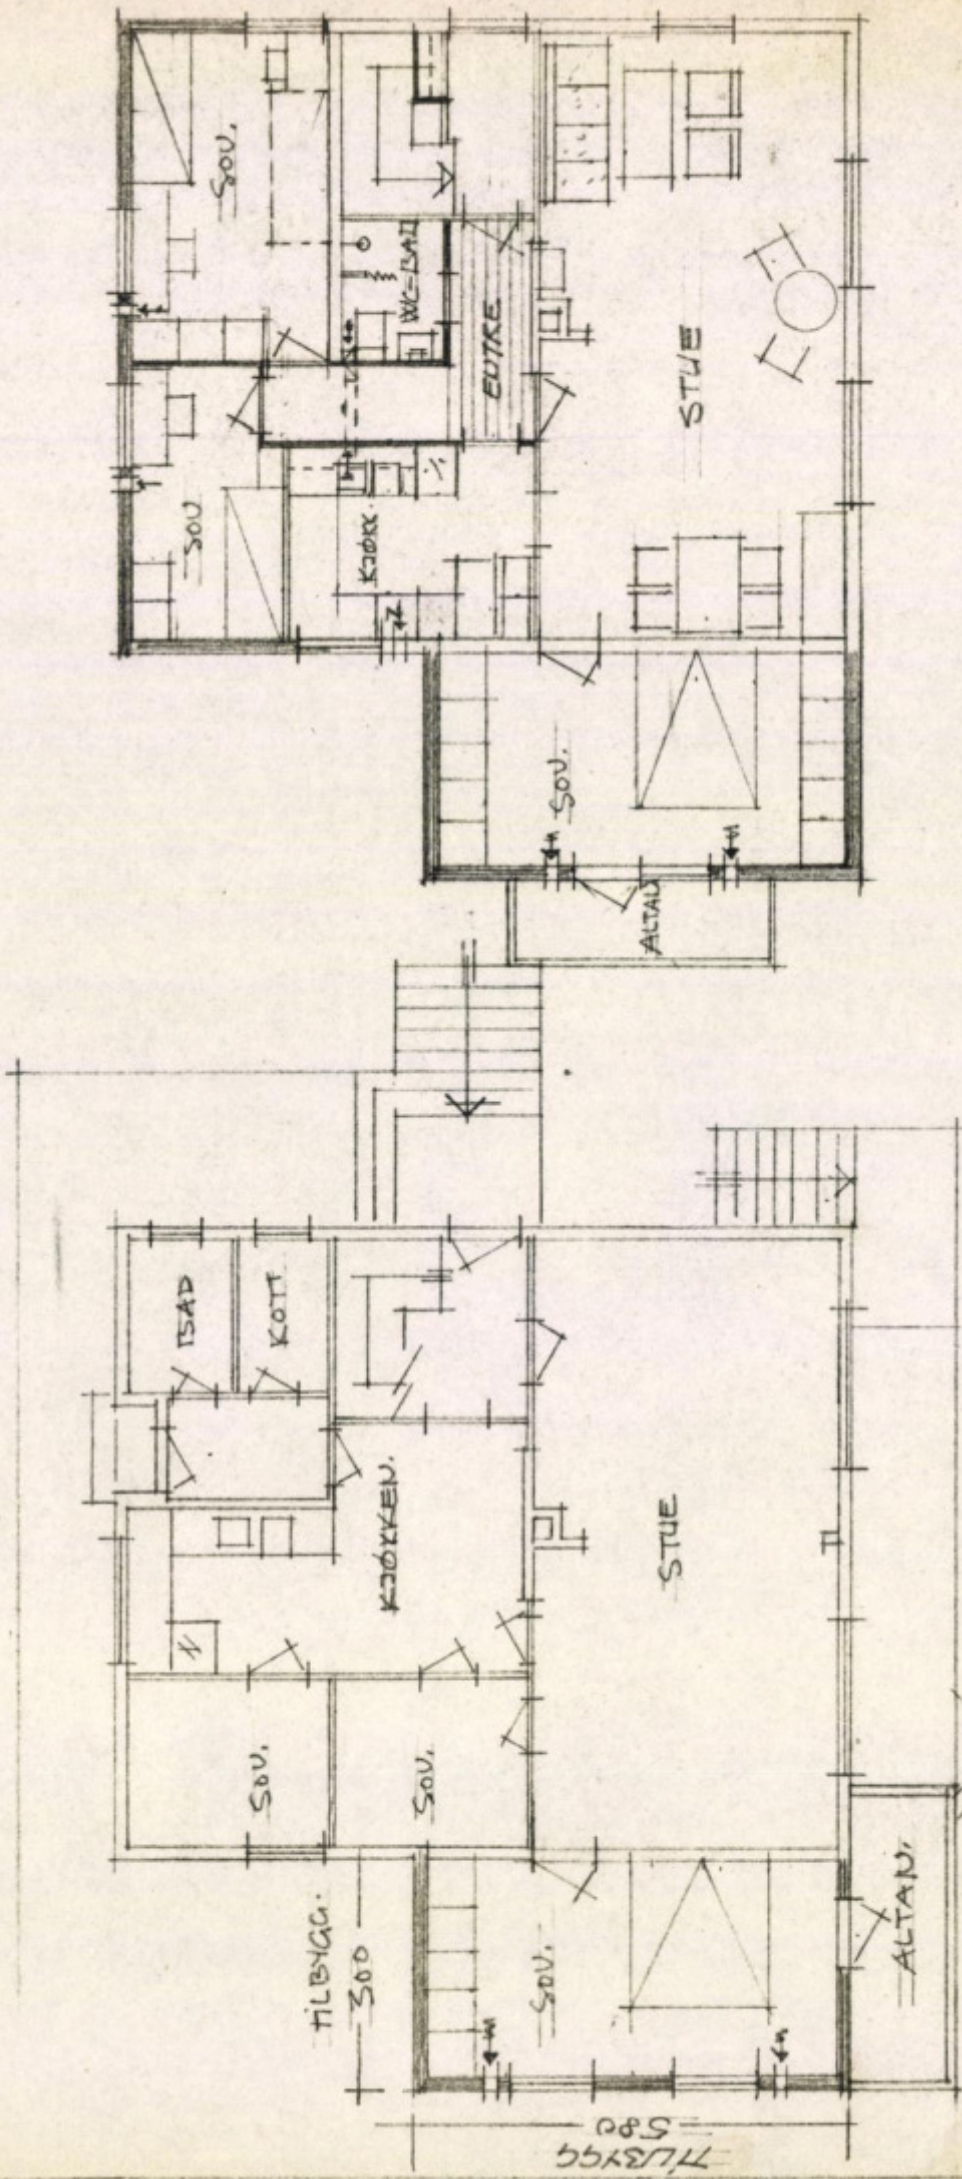 SOV.
WC-BAD
ENTRE
STUE
SOV
KJØKK.
SOV.
ALTAN
BAD
KOTT
KJØKKEN.
STUE
SOV.
SOV.
TILBYGG.
300
SOV.
ALTAN.
TILBYGG
580